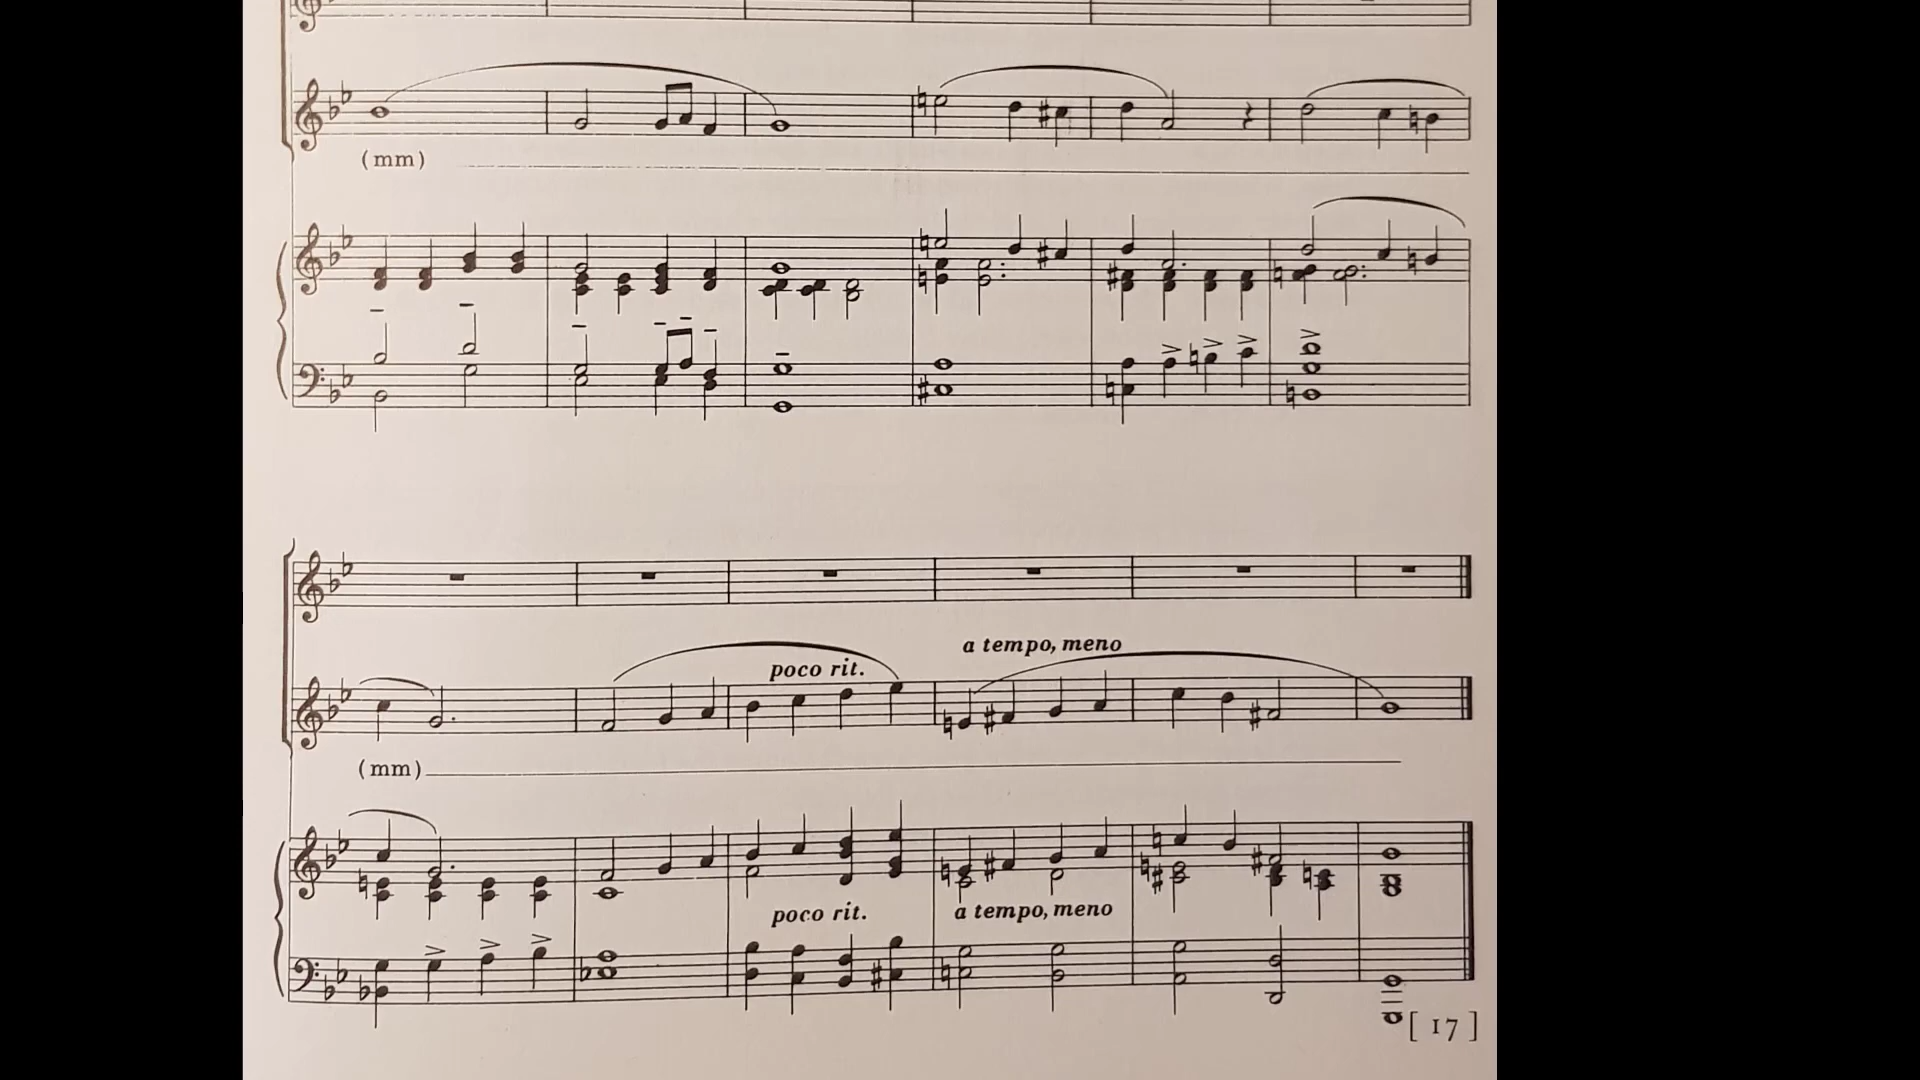 (mm)
a tempo, meno
poco rit.
(mm)
poco rit.
a tempo, meno
[ 17 ]